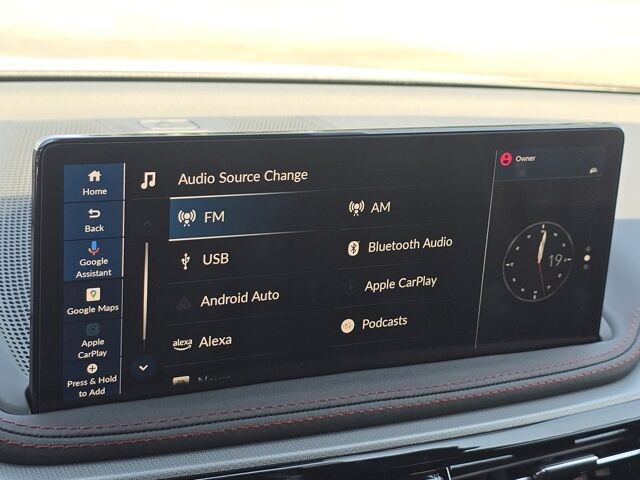 Home
Back
Google
Assistant
Google Maps
Apple
CarPlay
Press & Hold
to Add
Audio Source Change
FM
AM
USB
Bluetooth Audio
Android Auto
Apple CarPlay
alexa Alexa
Podcasts
News
Owner
19